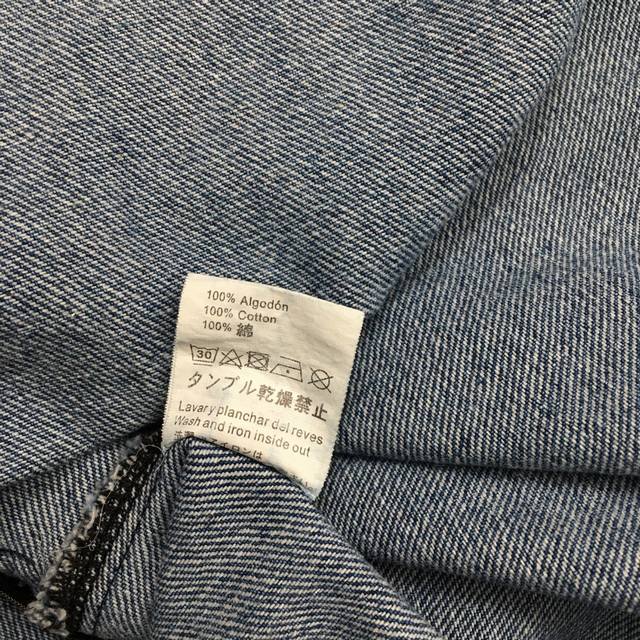 100% Algodón
100% Cotton
100% 綿
30
タンブル乾燥禁止
Lavar y planchar del reves
Wash and iron inside out